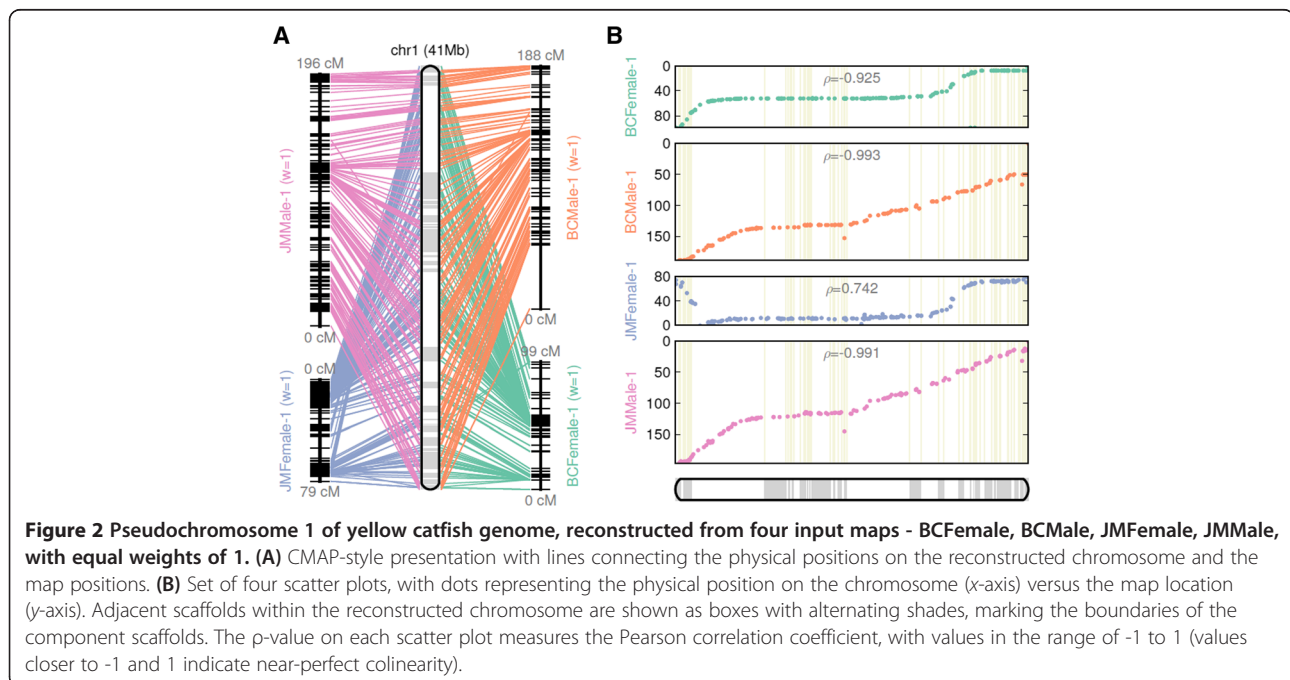 A
chr1 (41Mb)
196 cM
188 cM
JMMale-1 (w=1)
BCMale-1 (w=1)
0 cM
0 cM
0 cM
99 cM
JMFemale-1 (w=1)
BCFemale-1 (w=1)
79 cM
0 cM
B
BCFemale-1
0
40
80
ρ=-0.925
BCMale-1
0
50
100
150
ρ=-0.993
JMFemale-1
80
40
0
ρ=0.742
JMMale-1
0
50
100
150
ρ=-0.991
Figure 2 Pseudochromosome 1 of yellow catfish genome, reconstructed from four input maps - BCFemale, BCMale, JMFemale, JMMale,
with equal weights of 1. (A) CMAP-style presentation with lines connecting the physical positions on the reconstructed chromosome and the
map positions. (B) Set of four scatter plots, with dots representing the physical position on the chromosome (x-axis) versus the map location
(y-axis). Adjacent scaffolds within the reconstructed chromosome are shown as boxes with alternating shades, marking the boundaries of the
component scaffolds. The ρ-value on each scatter plot measures the Pearson correlation coefficient, with values in the range of -1 to 1 (values
closer to -1 and 1 indicate near-perfect colinearity).